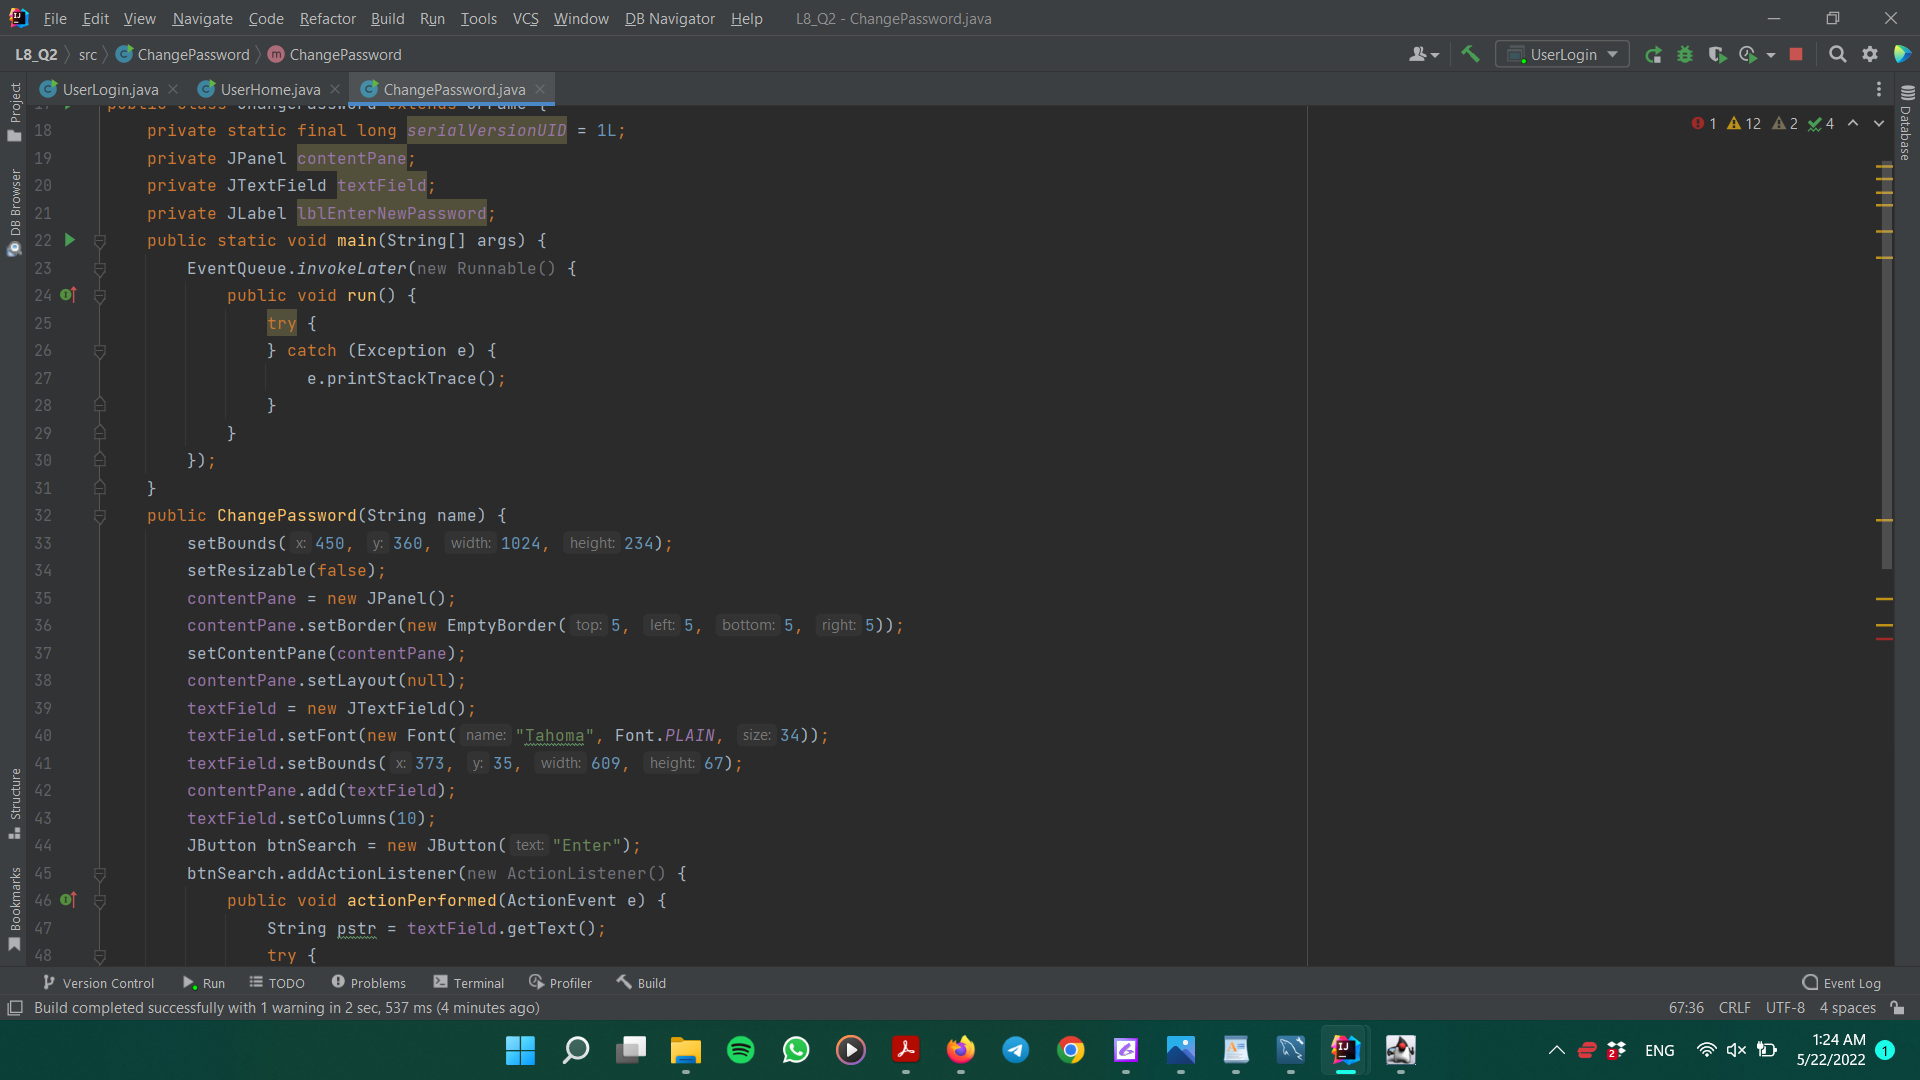 File Edit View Navigate Code Refactor Build Run Tools VCS Window DB Navigator Help L8_Q2 - ChangePassword.java
L8_Q2 src ChangePassword m ChangePassword UserLogin
UserLogin.java UserHome.java ChangePassword.java
Project
DB Browser
Structure
Bookmarks
Database
1 12 2 4
17 public class ChangePassword extends JFrame {
18 private static final long serialVersionUID = 1L;
19 private JPanel contentPane;
20 private JTextField textField;
21 private JLabel lblEnterNewPassword;
22 public static void main(String[] args) {
23 EventQueue.invokeLater(new Runnable() {
24 public void run() {
25 try {
26 } catch (Exception e) {
27 e.printStackTrace();
28 }
29 }
30 });
31 }
32 public ChangePassword(String name) {
33 setBounds( x: 450, y: 360, width: 1024, height: 234);
34 setResizable(false);
35 contentPane = new JPanel();
36 contentPane.setBorder(new EmptyBorder( top: 5, left: 5, bottom: 5, right: 5));
37 setContentPane(contentPane);
38 contentPane.setLayout(null);
39 textField = new JTextField();
40 textField.setFont(new Font( name: "Tahoma", Font.PLAIN, size: 34));
41 textField.setBounds( x: 373, y: 35, width: 609, height: 67);
42 contentPane.add(textField);
43 textField.setColumns(10);
44 JButton btnSearch = new JButton( text: "Enter");
45 btnSearch.addActionListener(new ActionListener() {
46 public void actionPerformed(ActionEvent e) {
47 String pstr = textField.getText();
48 try {
Version Control Run TODO Problems Terminal Profiler Build Event Log
Build completed successfully with 1 warning in 2 sec, 537 ms (4 minutes ago) 67:36 CRLF UTF-8 4 spaces
2 ENG 1:24 AM
5/22/2022 1